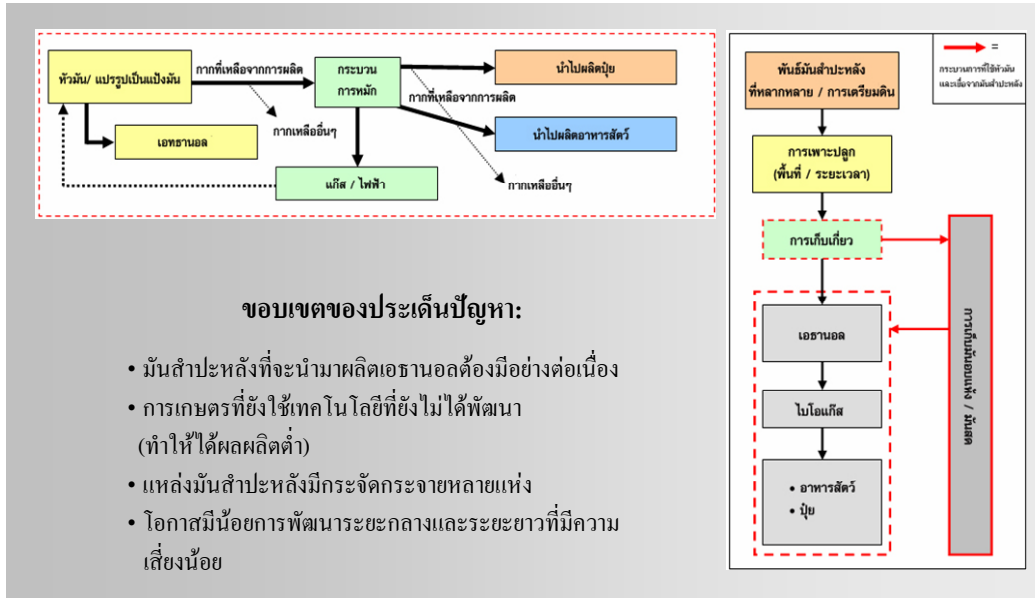 หัวมัน/ แปรรูปเป็นแป้งมัน
กากที่เหลือจากการผลิต
กระบวน
การหมัก
นำไปผลิตปุ๋ย
กากที่เหลือจากการผลิต
กากเหลืออื่นๆ
เอทธานอล
นำไปผลิตอาหารสัตว์
แก๊ส / ไฟฟ้า
กากเหลืออื่นๆ
ขอบเขตของประเด็นปัญหา:
• มันสำปะหลังที่จะนำมาผลิตเอธานอลต้องมีอย่างต่อเนื่อง
• การเกษตรที่ยังใช้เทคโนโลยีที่ยังไม่ได้พัฒนา
(ทำให้ได้ผลผลิตต่ำ)
• แหล่งมันสำปะหลังมีกระจัดกระจายหลายแห่ง
• โอกาสมีน้อยการพัฒนาระยะกลางและระยะยาวที่มีความ
เสี่ยงน้อย
พันธ์มันสำปะหลัง
ที่หลากหลาย / การเตรียมดิน
=
กระบวนการที่ใช้หัวมัน
และเยื่อจากมันสำปะหลัง
การเพาะปลูก
(พื้นที่ / ระยะเวลา)
การเก็บเกี่ยว
เอธานอล
ไบโอแก๊ส
• อาหารสัตว์
• ปุ๋ย
การเก็บมันอบแห้ง / มันสด